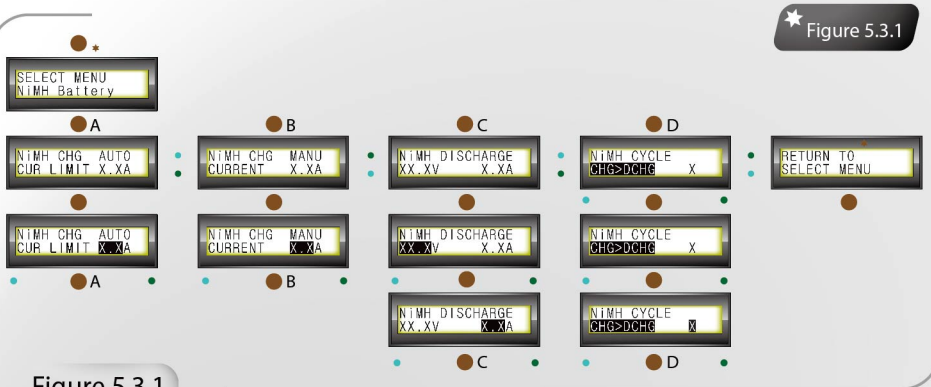 Figure 5.3.1
SELECT MENU
NiMH Battery
A
B
C
D
NiMH CHG AUTO
CUR LIMIT X.XA
NiMH CHG MANU
CURRENT X.XA
NiMH DISCHARGE
XX.XV X.XA
NiMH CYCLE
CHG>DCHG X
RETURN TO
SELECT MENU
NiMH CHG AUTO
CUR LIMIT X.XA
NiMH CHG MANU
CURRENT X.XA
NiMH DISCHARGE
XX.XV X.XA
NiMH CYCLE
CHG>DCHG X
A
B
NiMH DISCHARGE
XX.XV X.XA
NiMH CYCLE
CHG>DCHG X
C
D
Figure 5.3.1